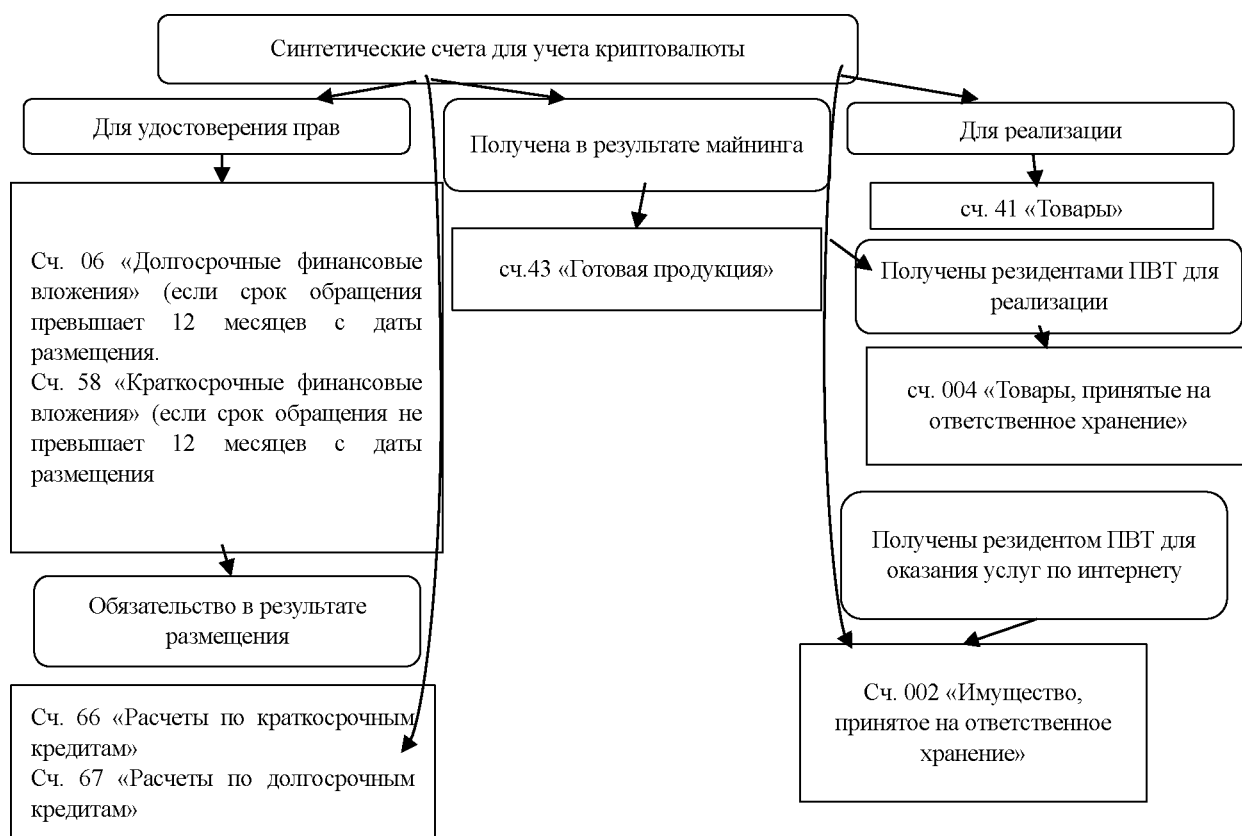 Синтетические счета для учета криптовалюты
Для удостоверения прав
Получена в результате майнинга
Для реализации
Сч. 06 «Долгосрочные финансовые
вложения» (если срок обращения
превышает 12 месяцев с даты
размещения.
Сч. 58 «Краткосрочные финансовые
вложения» (если срок обращения не
превышает 12 месяцев с даты
размещения
сч.43 «Готовая продукция»
сч. 41 «Товары»
Получены резидентами ПВТ для
реализации
сч. 004 «Товары, принятые на
ответственное хранение»
Обязательство в результате
размещения
Получены резидентом ПВТ для
оказания услуг по интернету
Сч. 66 «Расчеты по краткосрочным
кредитам»
Сч. 67 «Расчеты по долгосрочным
кредитам»
Сч. 002 «Имущество,
принятое на ответственное
хранение»